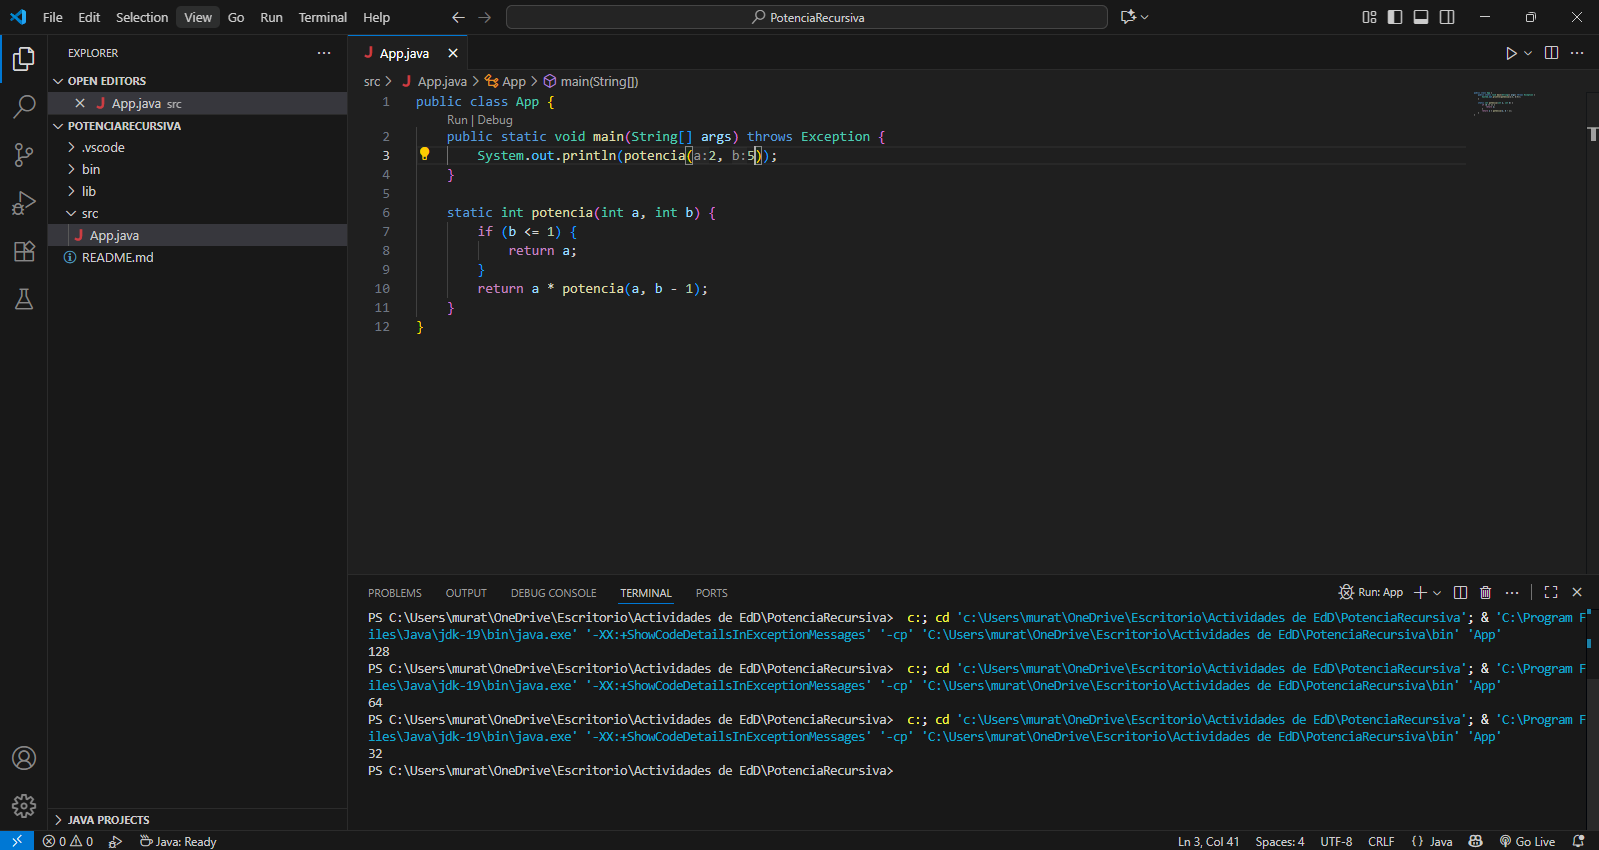 File Edit Selection View Go Run Terminal Help PotenciaRecursiva
EXPLORER
OPEN EDITORS
App.java src
POTENCIARECURSIVA
.vscode
bin
lib
src
App.java
README.md
JAVA PROJECTS
App.java
src > App.java > App > main(String[])
1 public class App {
Run | Debug
2 public static void main(String[] args) throws Exception {
3 System.out.println(potencia(a:2, b:5));
4 }
5
6 static int potencia(int a, int b) {
7 if (b <= 1) {
8 return a;
9 }
10 return a * potencia(a, b - 1);
11 }
12 }
PROBLEMS OUTPUT DEBUG CONSOLE TERMINAL PORTS Run: App
PS C:\Users\murat\OneDrive\Escritorio\Actividades de EdD\PotenciaRecursiva>  c:; cd 'c:\Users\murat\OneDrive\Escritorio\Actividades de EdD\PotenciaRecursiva'; & 'C:\Program F
iles\Java\jdk-19\bin\java.exe' '-XX:+ShowCodeDetailsInExceptionMessages' '-cp' 'C:\Users\murat\OneDrive\Escritorio\Actividades de EdD\PotenciaRecursiva\bin' 'App'
128
PS C:\Users\murat\OneDrive\Escritorio\Actividades de EdD\PotenciaRecursiva>  c:; cd 'c:\Users\murat\OneDrive\Escritorio\Actividades de EdD\PotenciaRecursiva'; & 'C:\Program F
iles\Java\jdk-19\bin\java.exe' '-XX:+ShowCodeDetailsInExceptionMessages' '-cp' 'C:\Users\murat\OneDrive\Escritorio\Actividades de EdD\PotenciaRecursiva\bin' 'App'
64
PS C:\Users\murat\OneDrive\Escritorio\Actividades de EdD\PotenciaRecursiva>  c:; cd 'c:\Users\murat\OneDrive\Escritorio\Actividades de EdD\PotenciaRecursiva'; & 'C:\Program F
iles\Java\jdk-19\bin\java.exe' '-XX:+ShowCodeDetailsInExceptionMessages' '-cp' 'C:\Users\murat\OneDrive\Escritorio\Actividades de EdD\PotenciaRecursiva\bin' 'App'
32
PS C:\Users\murat\OneDrive\Escritorio\Actividades de EdD\PotenciaRecursiva>
0 0 Java: Ready Ln 3, Col 41 Spaces: 4 UTF-8 CRLF {} Java Go Live